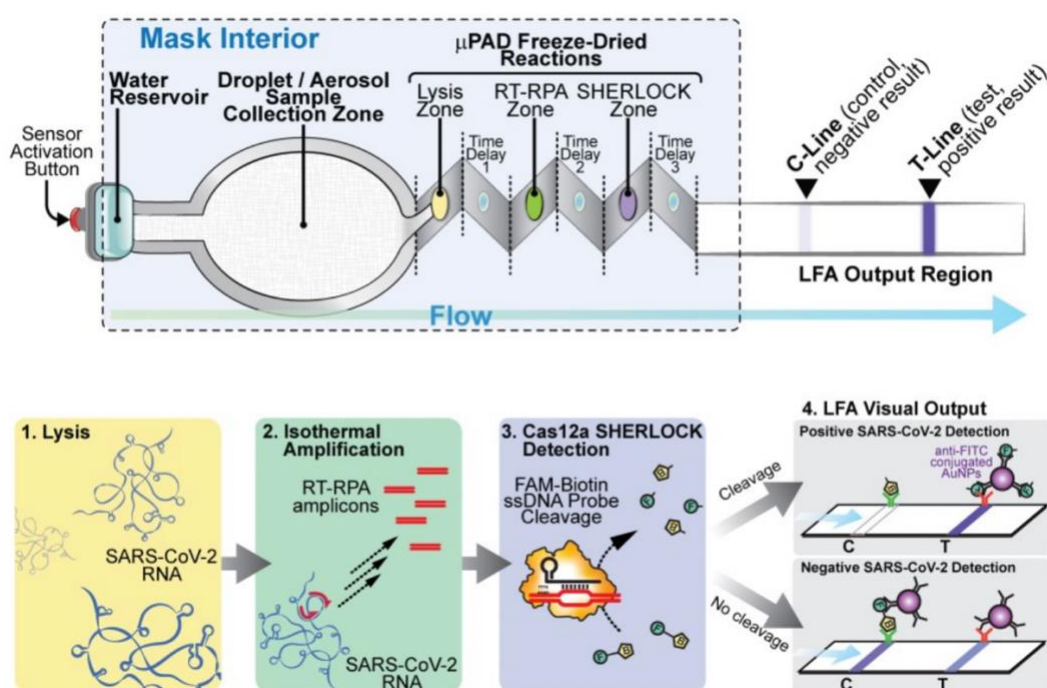 Mask Interior
μPAD Freeze-Dried
Reactions
Water
Reservoir
Droplet / Aerosol
Sample
Collection Zone
Lysis
Zone
RT-RPA
Zone
SHERLOCK
Zone
Sensor
Activation
Button
Time
Delay
1
Time
Delay
2
Time
Delay
3
C-Line (control,
negative result)
T-Line (test,
positive result)
LFA Output Region
Flow
1. Lysis
SARS-CoV-2
RNA
2. Isothermal
Amplification
RT-RPA
amplicons
SARS-CoV-2
RNA
3. Cas12a SHERLOCK
Detection
FAM-Biotin
ssDNA Probe
Cleavage
B
F
B
F
B
F
B
F
B
Cleavage
No cleavage
4. LFA Visual Output
Positive SARS-CoV-2 Detection
anti-FITC
conjugated
AuNPs
B
F
F
F
C
T
Negative SARS-CoV-2 Detection
F
B
C
T